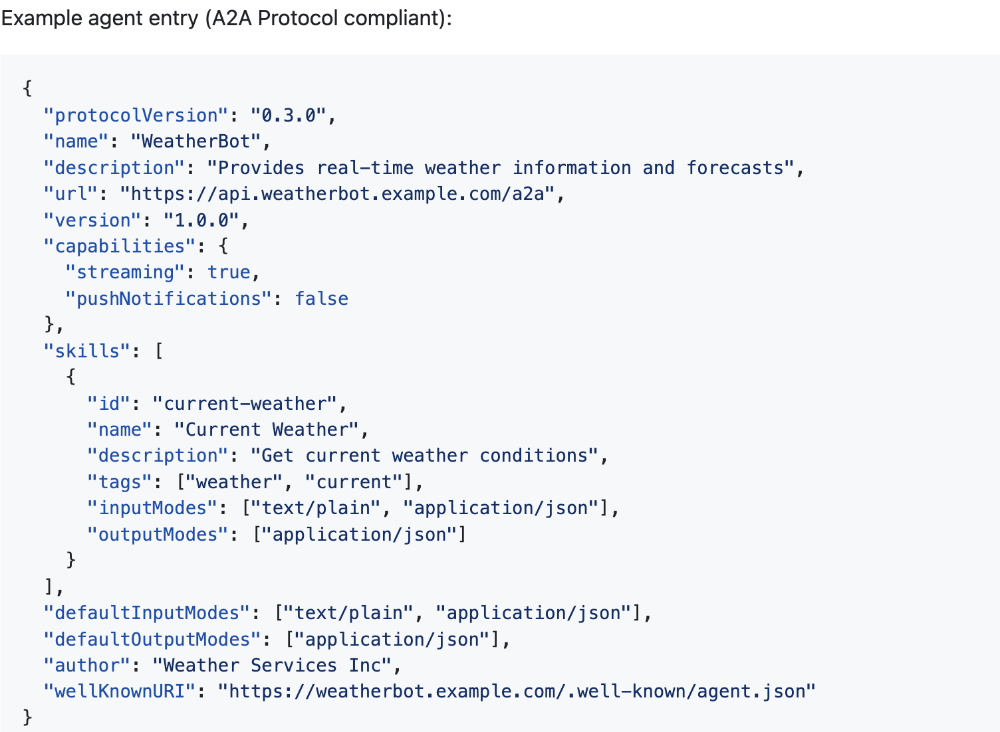 Example agent entry (A2A Protocol compliant):
{
  "protocolVersion": "0.3.0",
  "name": "WeatherBot",
  "description": "Provides real-time weather information and forecasts",
  "url": "https://api.weatherbot.example.com/a2a",
  "version": "1.0.0",
  "capabilities": {
    "streaming": true,
    "pushNotifications": false
  },
  "skills": [
    {
      "id": "current-weather",
      "name": "Current Weather",
      "description": "Get current weather conditions",
      "tags": ["weather", "current"],
      "inputModes": ["text/plain", "application/json"],
      "outputModes": ["application/json"]
    }
  ],
  "defaultInputModes": ["text/plain", "application/json"],
  "defaultOutputModes": ["application/json"],
  "author": "Weather Services Inc",
  "wellKnownURI": "https://weatherbot.example.com/.well-known/agent.json"
}